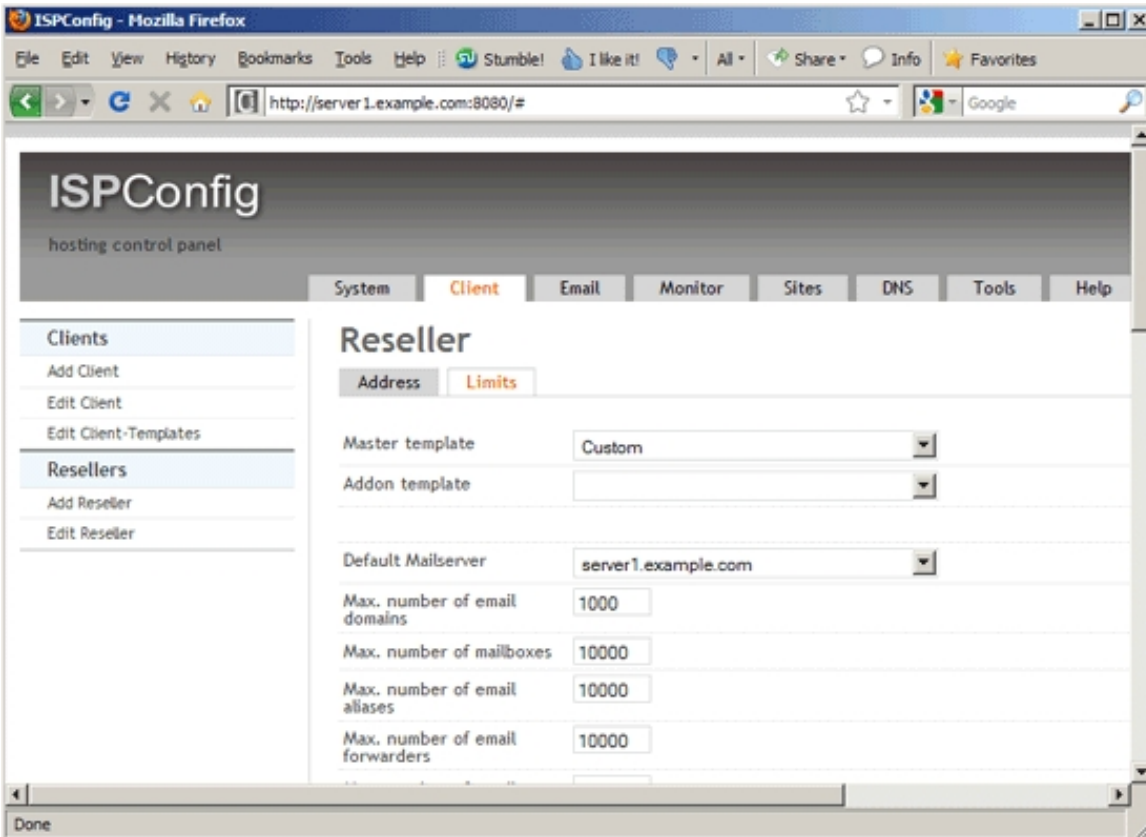 ISPConfig - Mozilla Firefox
File Edit View History Bookmarks Tools Help StumbleUpon Stumble! I like it! All Share Info Favorites
http://server1.example.com:8080/# Google
ISPConfig
hosting control panel
System Client Email Monitor Sites DNS Tools Help
Clients
Add Client
Edit Client
Edit Client-Templates
Resellers
Add Reseller
Edit Reseller
Reseller
Address Limits
Master template Custom
Addon template
Default Mailserver server1.example.com
Max. number of email
domains 1000
Max. number of mailboxes 10000
Max. number of email
aliases 10000
Max. number of email
forwarders 10000
Done